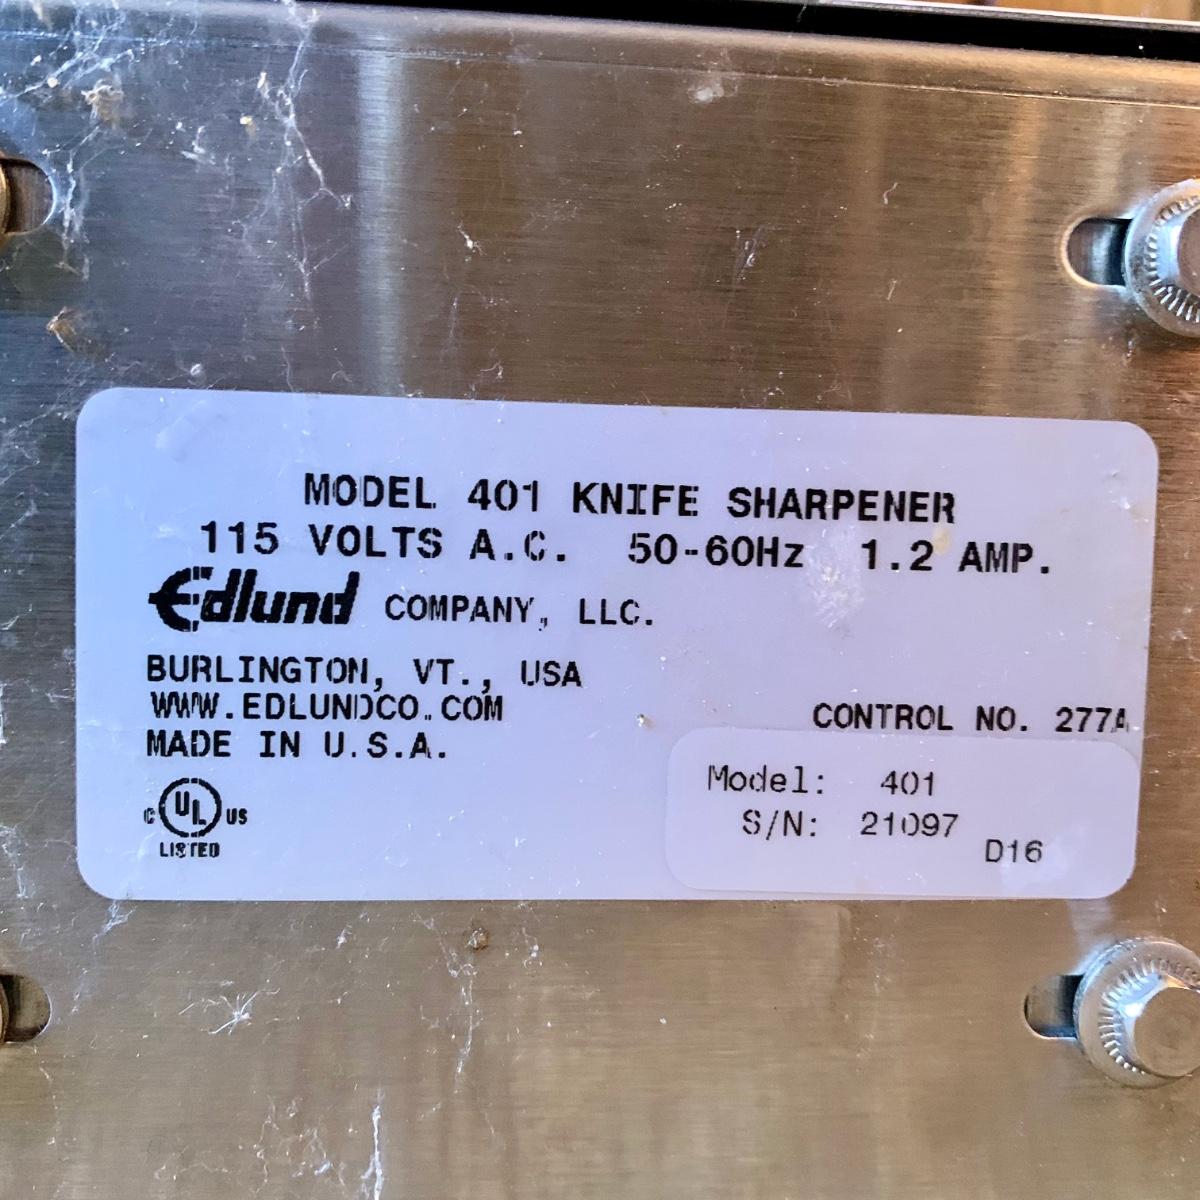 MODEL 401 KNIFE SHARPENER
115 VOLTS A.C. 50-60Hz 1.2 AMP.
Edlund COMPANY, LLC.
BURLINGTON, VT., USA
WWW.EDLUNDCO.COM
MADE IN U.S.A.
CONTROL NO. 277A
C UL US
LISTED
Model: 401
S/N: 21097
D16